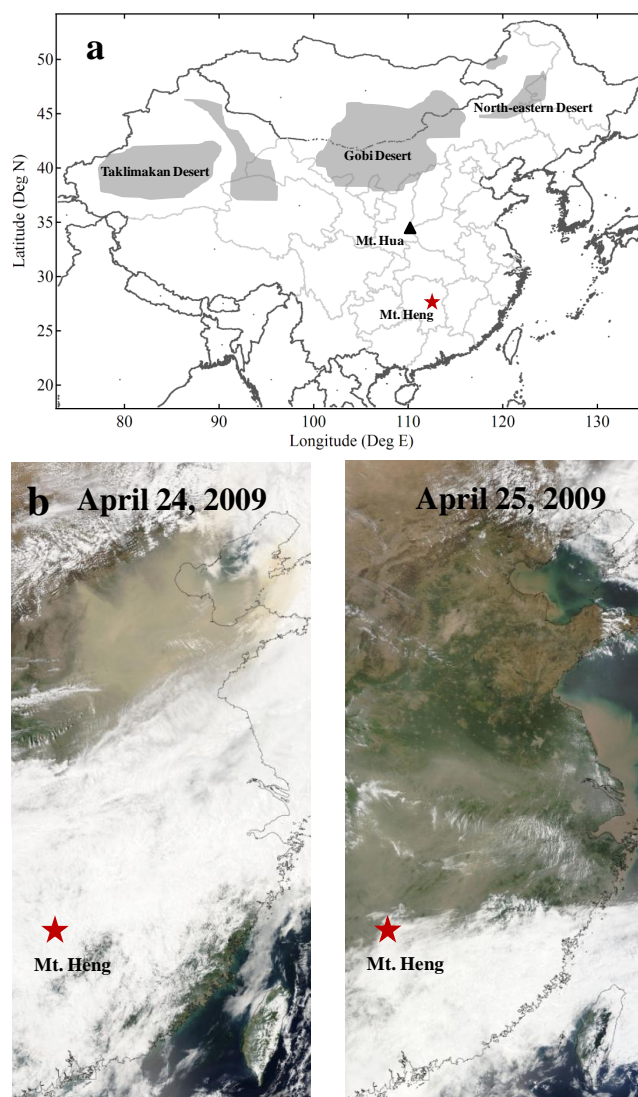 a
50
45
40
35
30
25
20
Latitude (Deg N)
North-eastern Desert
Gobi Desert
Taklimakan Desert
Mt. Hua
Mt. Heng
80 90 100 110 120 130
Longitude (Deg E)
b April 24, 2009
Mt. Heng
April 25, 2009
Mt. Heng